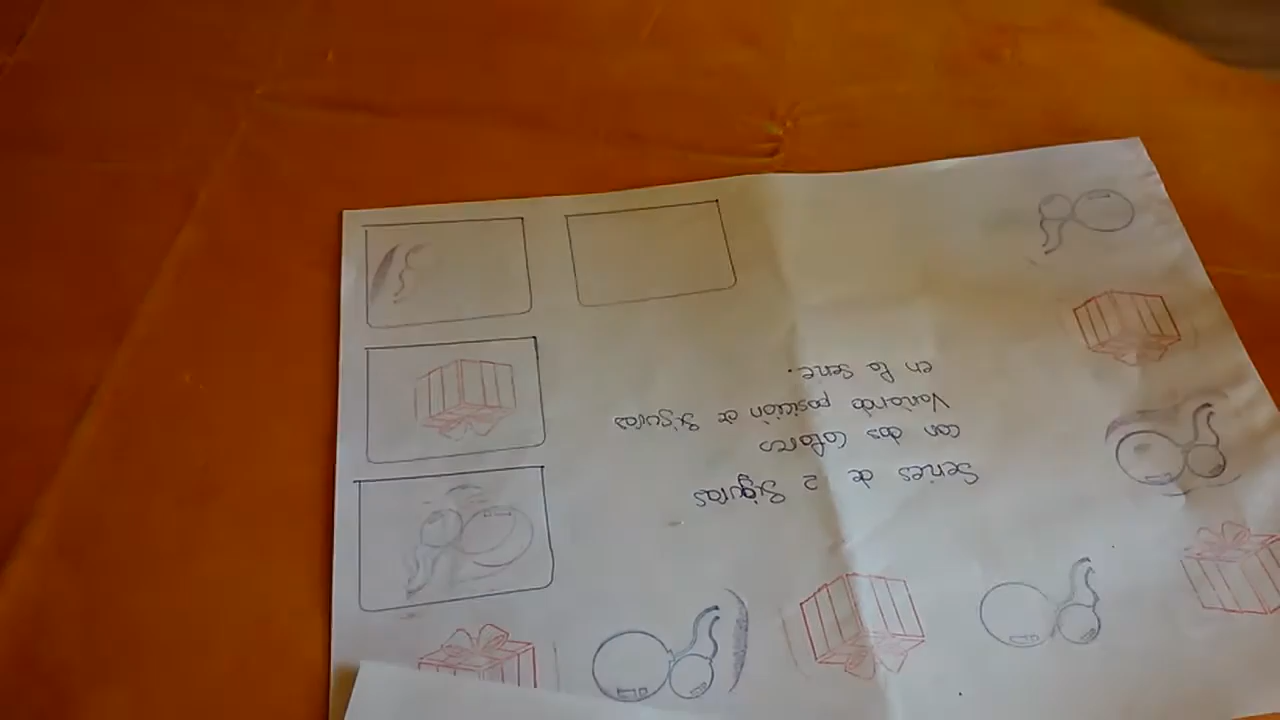 Series de 2 figuras
con dos colores
Variando posición de figuras
en la serie.